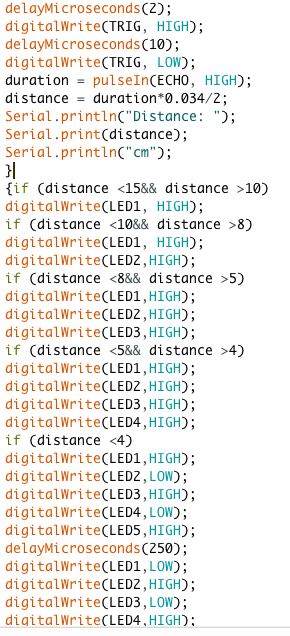 delayMicroseconds(2);
digitalWrite(TRIG, HIGH);
delayMicroseconds(10);
digitalWrite(TRIG, LOW);
duration = pulseIn(ECHO, HIGH);
distance = duration*0.034/2;
Serial.println("Distance: ");
Serial.print(distance);
Serial.println("cm");
}
{if (distance <15&& distance >10)
digitalWrite(LED1, HIGH);
if (distance <10&& distance >8)
digitalWrite(LED1, HIGH);
digitalWrite(LED2,HIGH);
if (distance <8&& distance >5)
digitalWrite(LED1,HIGH);
digitalWrite(LED2,HIGH);
digitalWrite(LED3,HIGH);
if (distance <5&& distance >4)
digitalWrite(LED1,HIGH);
digitalWrite(LED2,HIGH);
digitalWrite(LED3,HIGH);
digitalWrite(LED4,HIGH);
if (distance <4)
digitalWrite(LED1,HIGH);
digitalWrite(LED2,LOW);
digitalWrite(LED3,HIGH);
digitalWrite(LED4,LOW);
digitalWrite(LED5,HIGH);
delayMicroseconds(250);
digitalWrite(LED1,LOW);
digitalWrite(LED2,HIGH);
digitalWrite(LED3,LOW);
digitalWrite(LED4,HIGH);